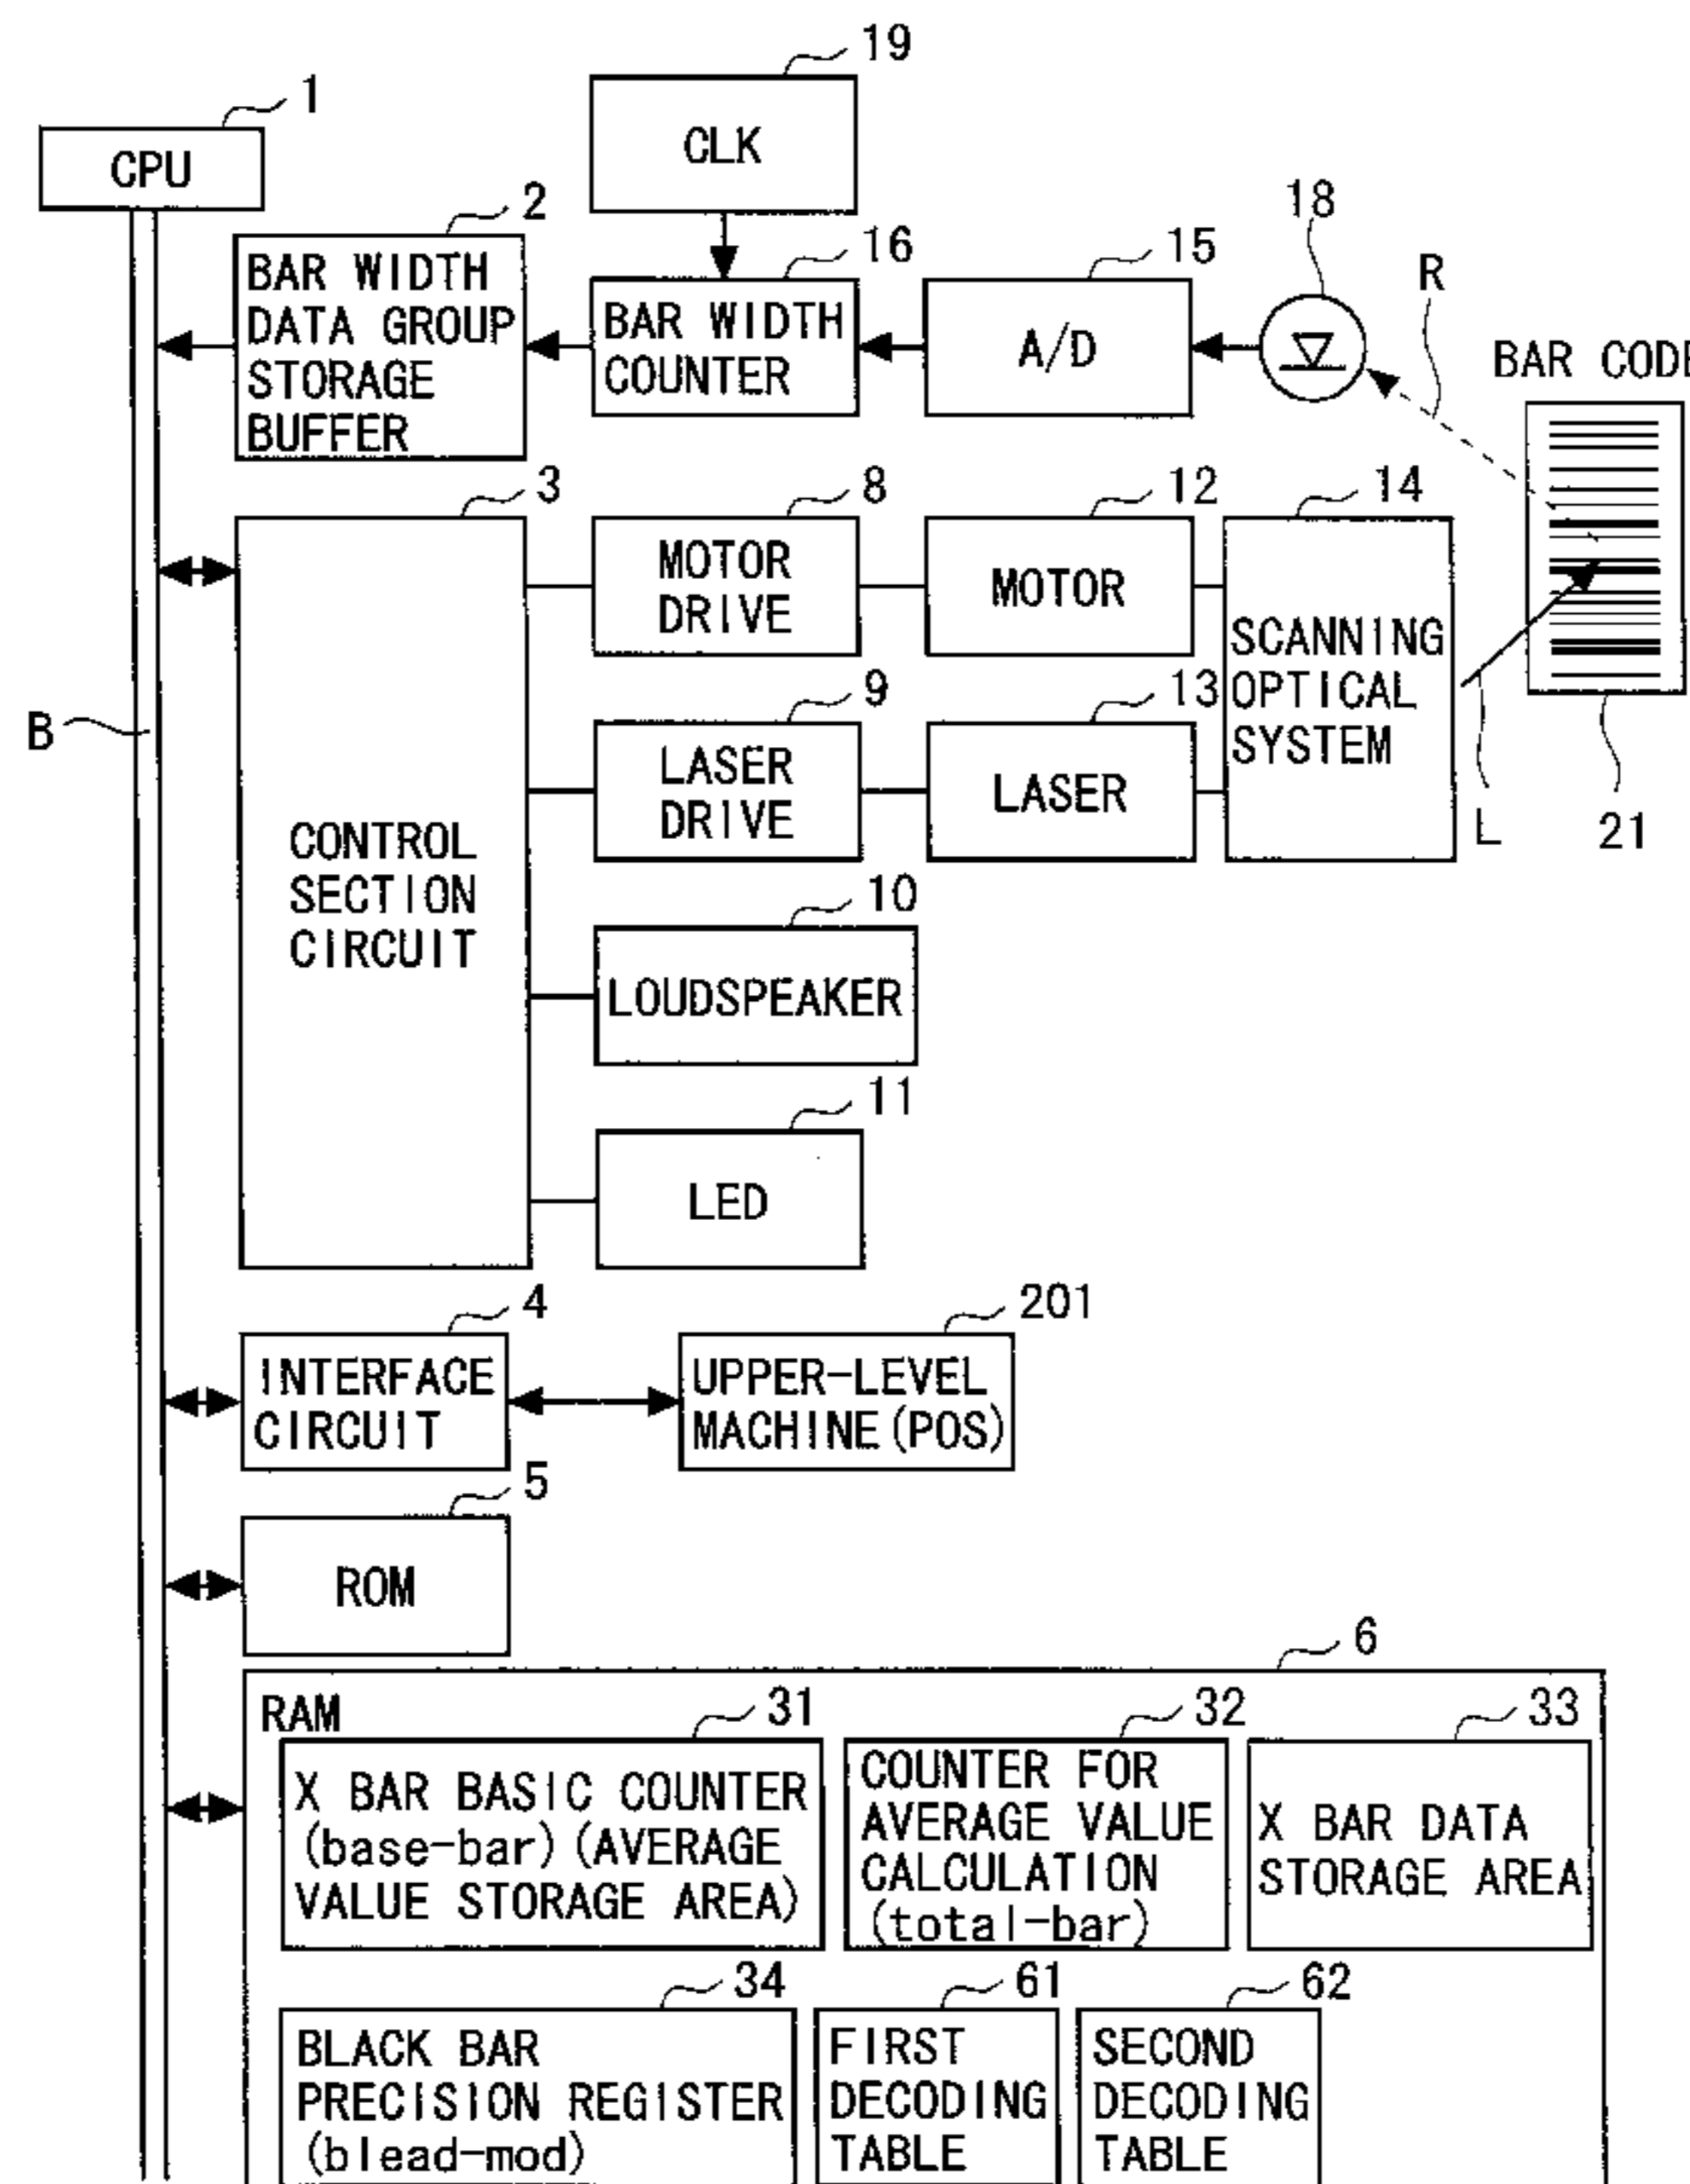 19
1
CLK
CPU
2
18
BAR WIDTH
DATA GROUP
STORAGE
BUFFER
16
BAR WIDTH
COUNTER
15
A/D
R
BAR CODE
3
8
12
14
MOTOR
DRIVE
MOTOR
SCANNING
OPTICAL
SYSTEM
9
13
B
LASER
DRIVE
LASER
L
21
CONTROL
SECTION
CIRCUIT
10
LOUDSPEAKER
11
LED
4
201
INTERFACE
CIRCUIT
UPPER-LEVEL
MACHINE(POS)
5
ROM
6
RAM
31
32
33
X BAR BASIC COUNTER
(base-bar)(AVERAGE
VALUE STORAGE AREA)
COUNTER FOR
AVERAGE VALUE
CALCULATION
(total-bar)
X BAR DATA
STORAGE AREA
34
61
62
BLACK BAR
PRECISION REGISTER
(blead-mod)
FIRST
DECODING
TABLE
SECOND
DECODING
TABLE